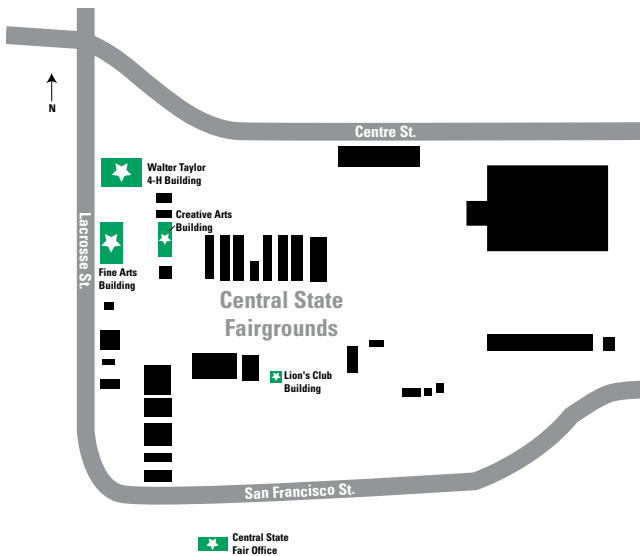 N
Centre St.
Walter Taylor
4-H Building
Creative Arts
Building
Lacrosse St.
Fine Arts
Building
Central State
Fairgrounds
Lion's Club
Building
San Francisco St.
Central State
Fair Office